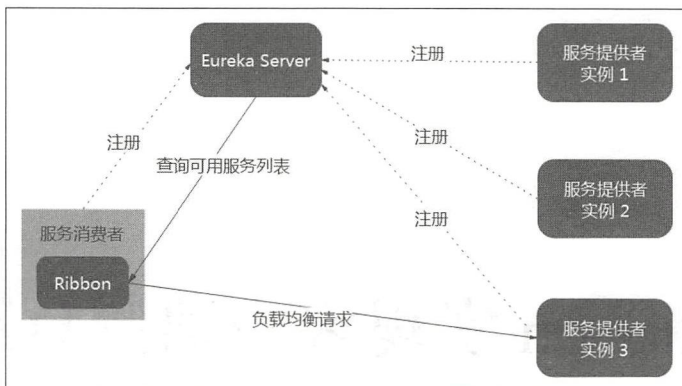 Eureka Server
注册
服务提供者
实例 1
注册
注册
查询可用服务列表
服务提供者
实例 2
注册
服务消费者
Ribbon
负载均衡请求
服务提供者
实例 3